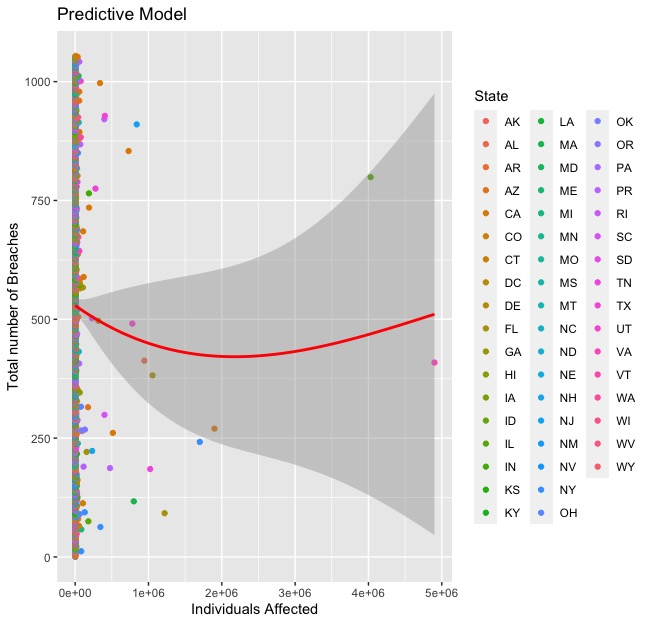 Predictive Model
Total number of Breaches
1000
750
500
250
0
0e+00 1e+06 2e+06 3e+06 4e+06 5e+06
Individuals Affected
State
AK LA OK
AL MA OR
AR MD PA
AZ ME PR
CA MI RI
CO MN SC
CT MO SD
DC MS TN
DE MT TX
FL NC UT
GA ND VA
HI NE VT
IA NH WA
ID NJ WI
IL NM WV
IN NV WY
KS NY
KY OH